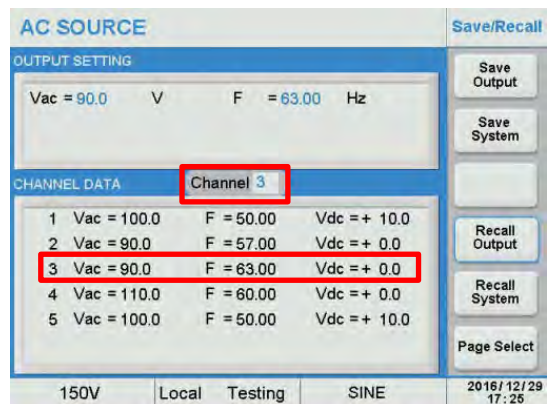 AC SOURCE
Save/Recall
OUTPUT SETTING
Vac = 90.0 V F = 63.00 Hz
Save
Output
Save
System
CHANNEL DATA Channel 3
1 Vac = 100.0 F = 50.00 Vdc = + 10.0
2 Vac = 90.0 F = 57.00 Vdc = + 0.0
3 Vac = 90.0 F = 63.00 Vdc = + 0.0
4 Vac = 110.0 F = 60.00 Vdc = + 0.0
5 Vac = 100.0 F = 50.00 Vdc = + 10.0
Recall
Output
Recall
System
Page Select
150V Local Testing SINE
2016/12/29
17:25